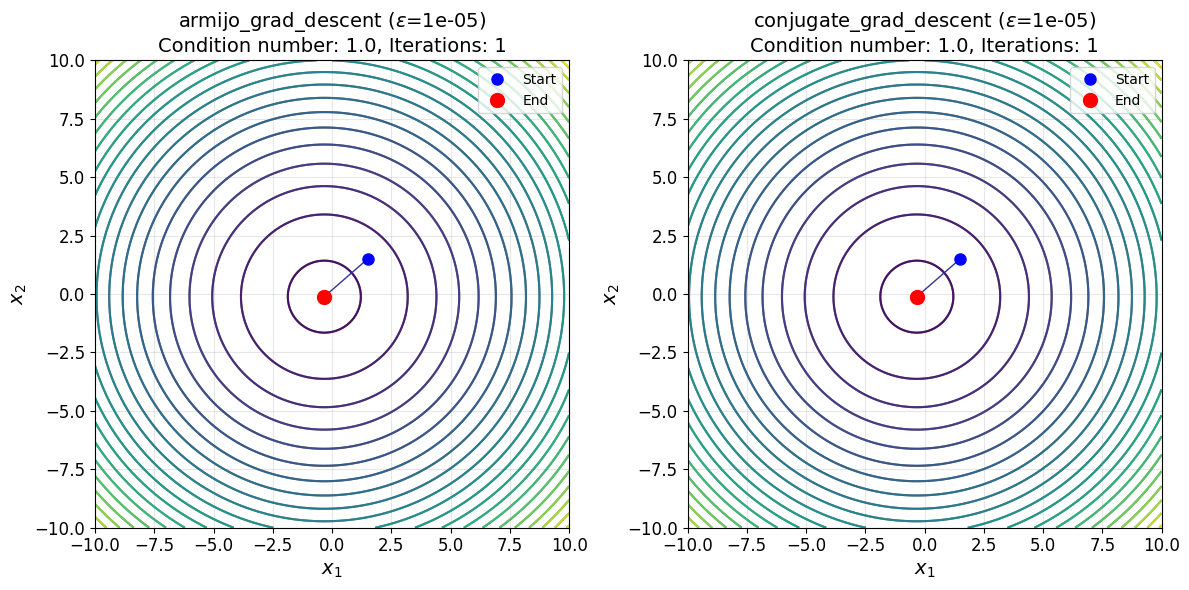 armijo_grad_descent (ε=1e-05)
Condition number: 1.0, Iterations: 1
Start
End
10.0
7.5
5.0
2.5
0.0
−2.5
−5.0
−7.5
−10.0
x₂
−10.0 −7.5 −5.0 −2.5 0.0 2.5 5.0 7.5 10.0
x₁
conjugate_grad_descent (ε=1e-05)
Condition number: 1.0, Iterations: 1
Start
End
10.0
7.5
5.0
2.5
0.0
−2.5
−5.0
−7.5
−10.0
x₂
−10.0 −7.5 −5.0 −2.5 0.0 2.5 5.0 7.5 10.0
x₁